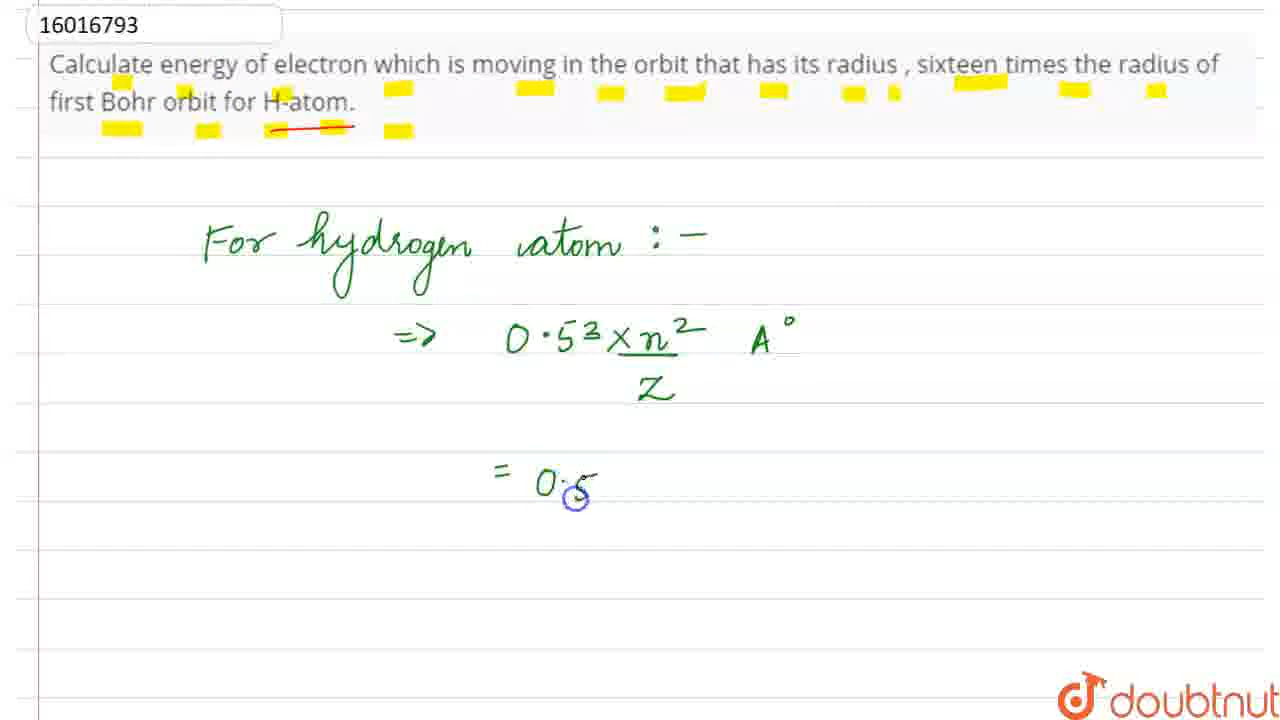 16016793
Calculate energy of electron which is moving in the orbit that has its radius , sixteen times the radius of
first Bohr orbit for H-atom.
For hydrogen atom : -
=> 0.53 × n² A°
Z
= 0.5
doubtnut